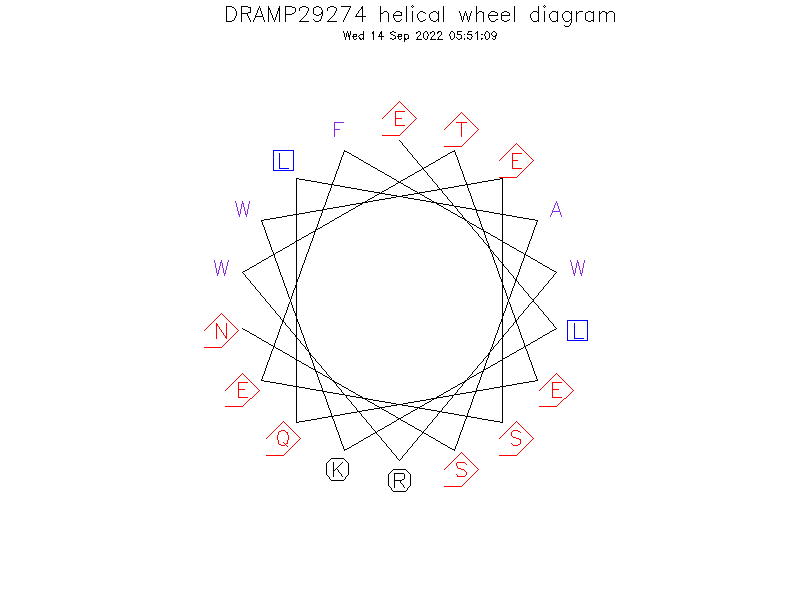 DRAMP29274 helical wheel diagram
Wed 14 Sep 2022 05:51:09
E
F T
L E
W A
W W
N L
E E
Q S
K S
R